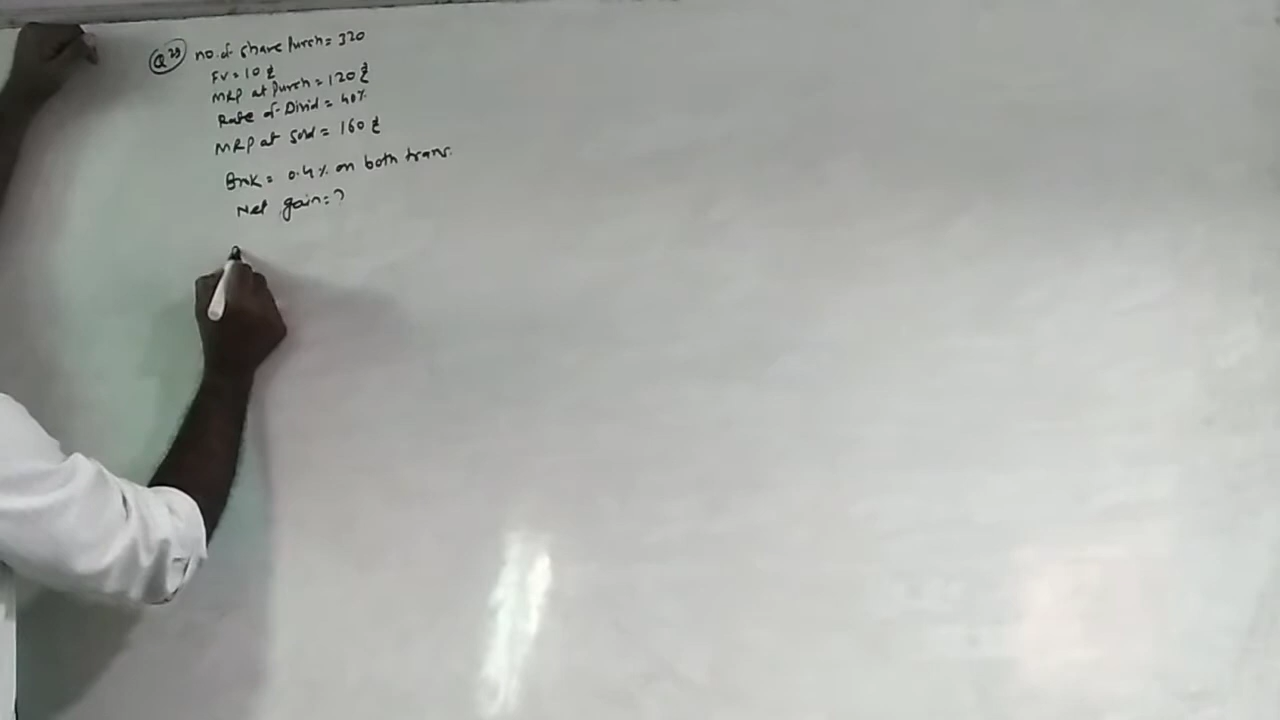 Q 29 no. of share Purch = 320
FV = 10 ₹
MRP at Purch = 120 ₹
Rate of Divid = 40%
MRP at Sold = 160 ₹
Brok = 0.4% on both trans.
Net gain = ?